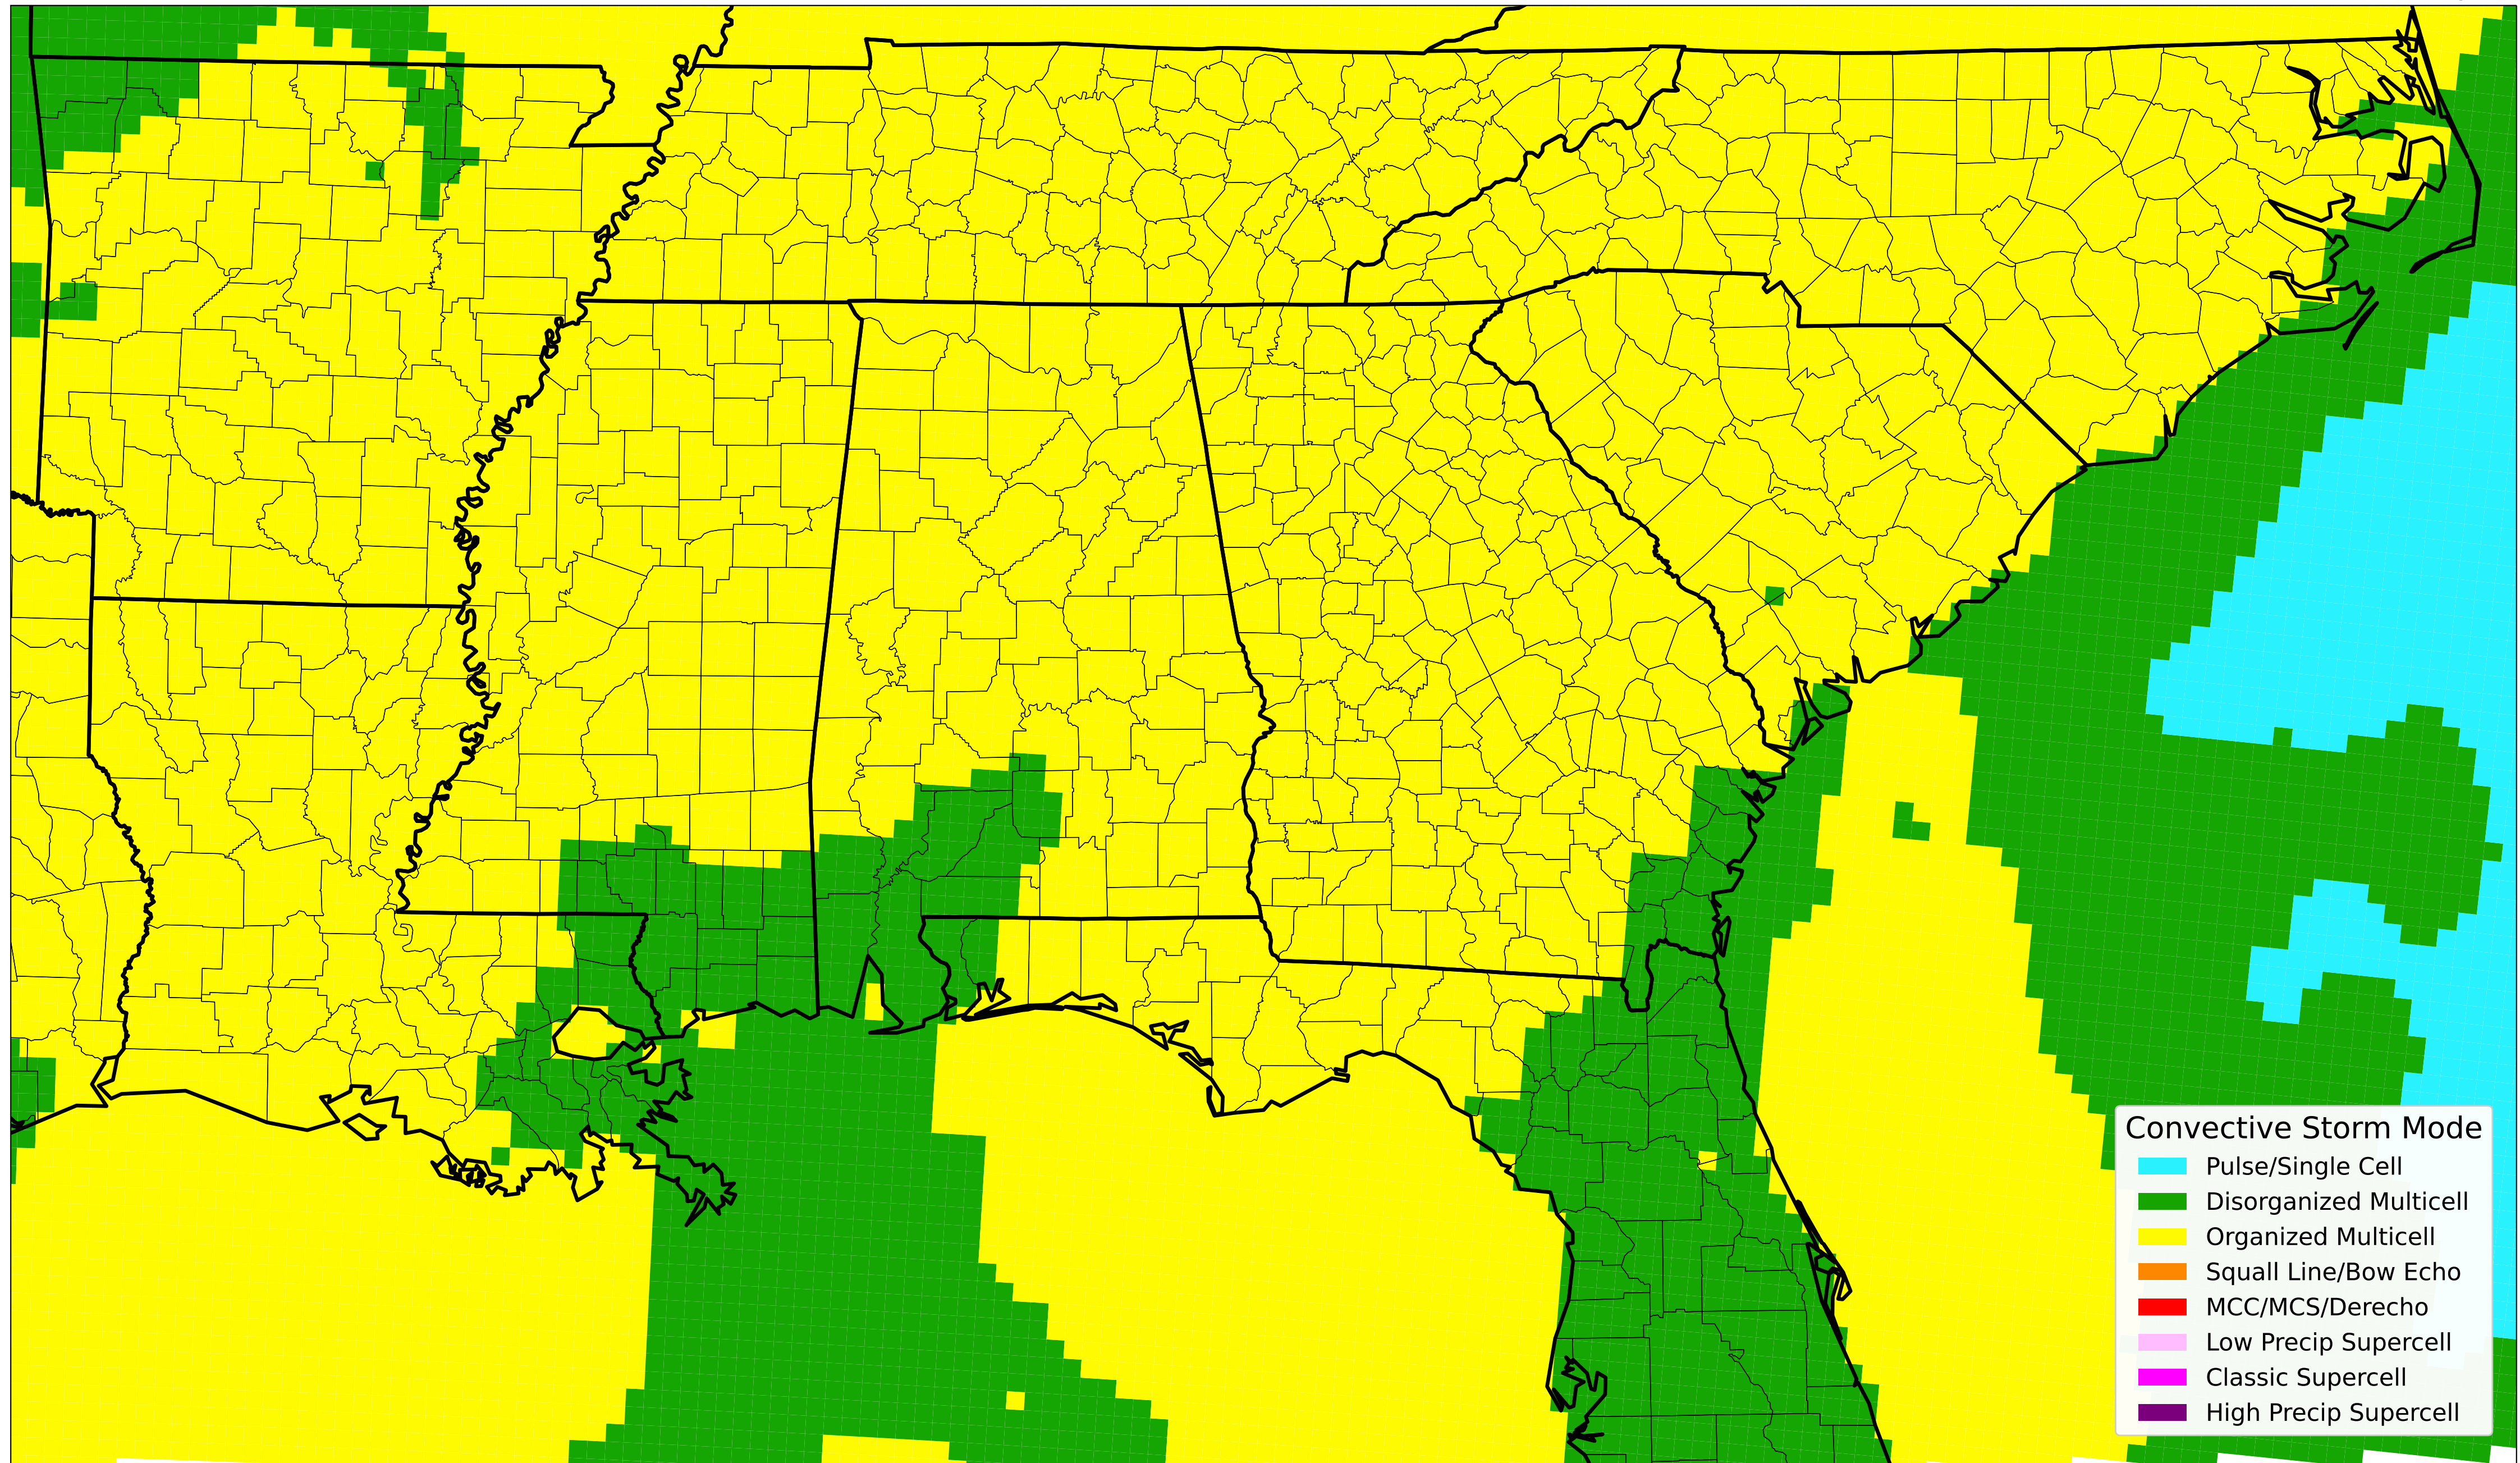 Convective Storm Mode
Pulse/Single Cell
Disorganized Multicell
Organized Multicell
Squall Line/Bow Echo
MCC/MCS/Derecho
Low Precip Supercell
Classic Supercell
High Precip Supercell